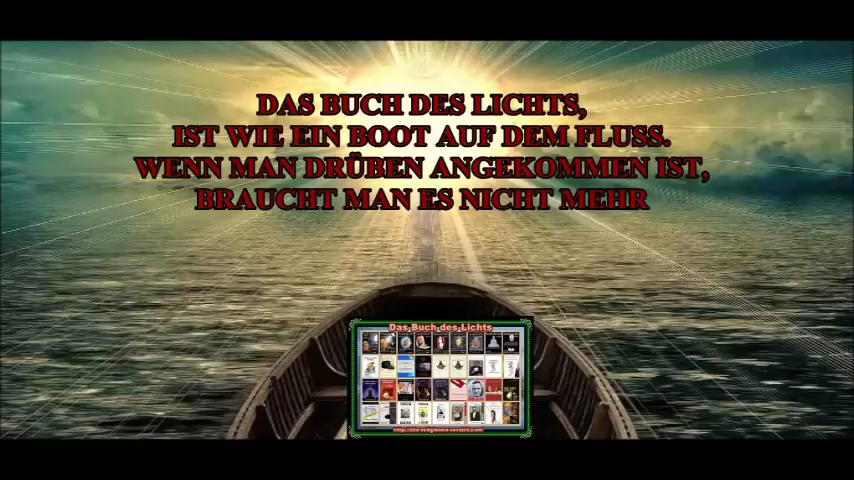 DAS BUCH DES LICHTS,
IST WIE EIN BOOT AUF DEM FLUSS.
WENN MAN DRÜBEN ANGEKOMMEN IST,
BRAUCHT MAN ES NICHT MEHR
Das Buch des Lichts